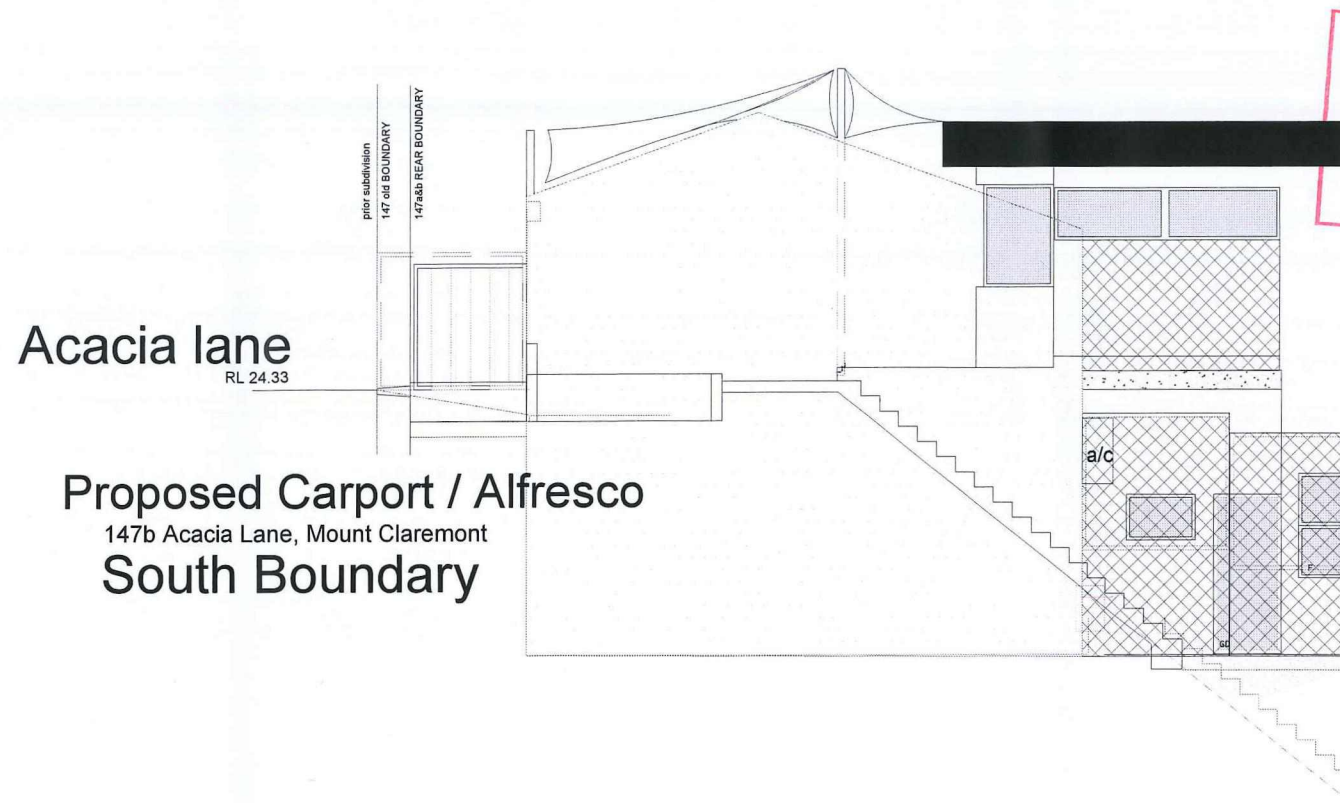 prior subdivision
147 old BOUNDARY
147a&b REAR BOUNDARY
Acacia lane
RL 24.33
a/c
Proposed Carport / Alfresco
147b Acacia Lane, Mount Claremont
South Boundary
F
GD